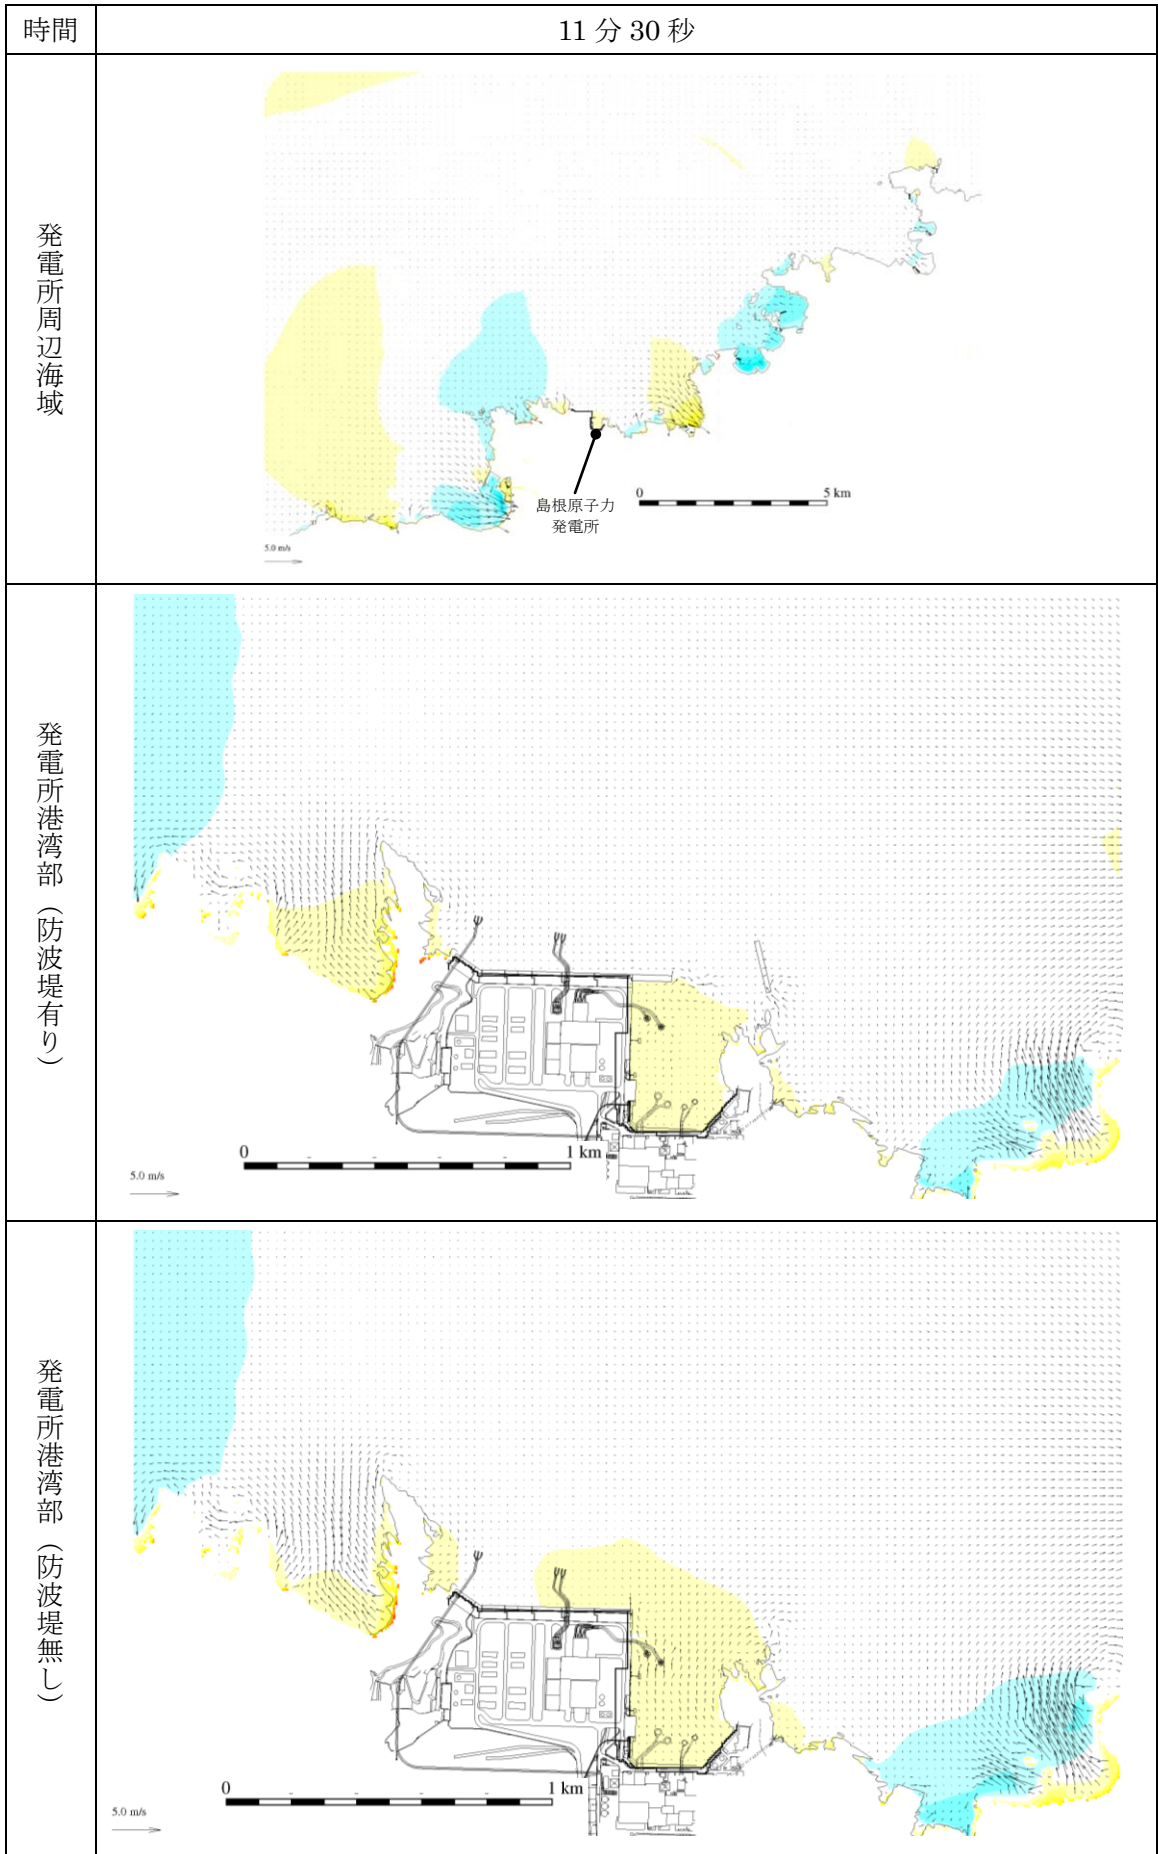 時間
11 分 30 秒
発電所周辺海域
島根原子力
発電所
0
5 km
5.0 m/s
発電所港湾部（防波堤有り）
0
1 km
5.0 m/s
発電所港湾部（防波堤無し）
0
1 km
5.0 m/s